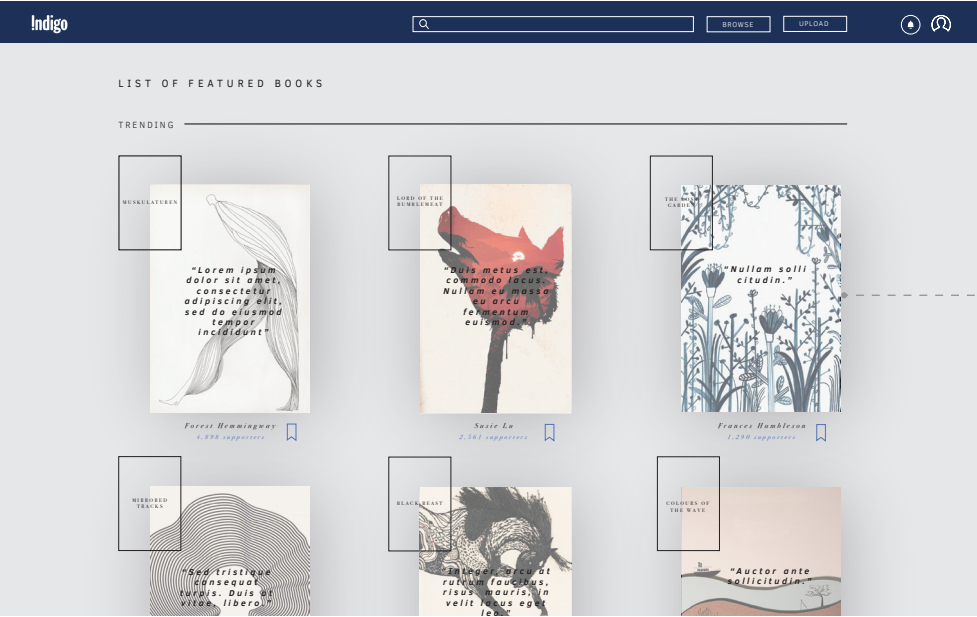 Indigo
BROWSE
UPLOAD
LIST OF FEATURED BOOKS
TRENDING
MUSKULATUREN
"Lorem ipsum
dolor sit amet,
consectetur
adipiscing elit,
sed do eiusmod
tempor
incididunt"
Forest Hemmingway
4,898 supporters
LORD OF THE
BUMBLEMEAT
"Duis metus est,
commodo lacus.
Nullam eu massa
eu arcu
fermentum
euismod."
Susie Lu
2,561 supporters
THE
"Nullam solli
citudin."
Frances Humbleson
1,290 supporters
MIRRORED
TRACKS
"Sed tristique
consequat
turpis. Duis at
vitae, libero."
BLACK BEAST
Integer, arcu at
rutrum faucibus,
risus mauris, in
velit lacus eget
leo."
COLOURS OF
THE WAVE
"Auctor ante
sollicitudin."